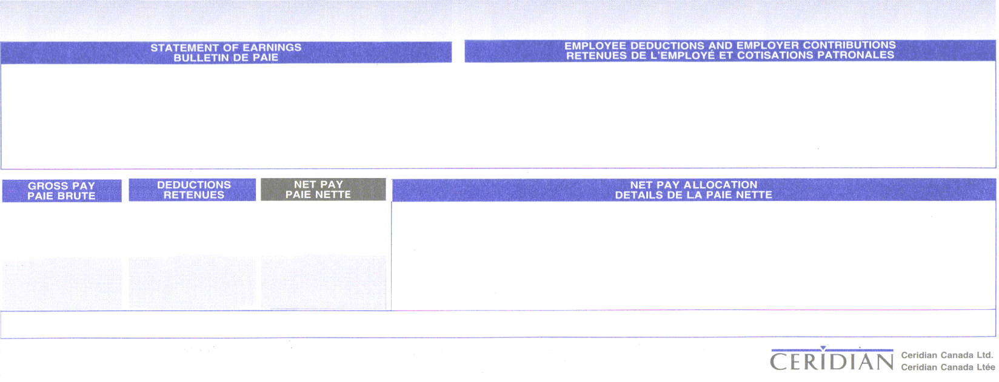 STATEMENT OF EARNINGS
BULLETIN DE PAIE
EMPLOYEE DEDUCTIONS AND EMPLOYER CONTRIBUTIONS
RETENUES DE L'EMPLOYÉ ET COTISATIONS PATRONALES
GROSS PAY
PAIE BRUTE
DEDUCTIONS
RETENUES
NET PAY
PAIE NETTE
NET PAY ALLOCATION
DETAILS DE LA PAIE NETTE
CERIDIAN
Ceridian Canada Ltd.
Ceridian Canada Ltée